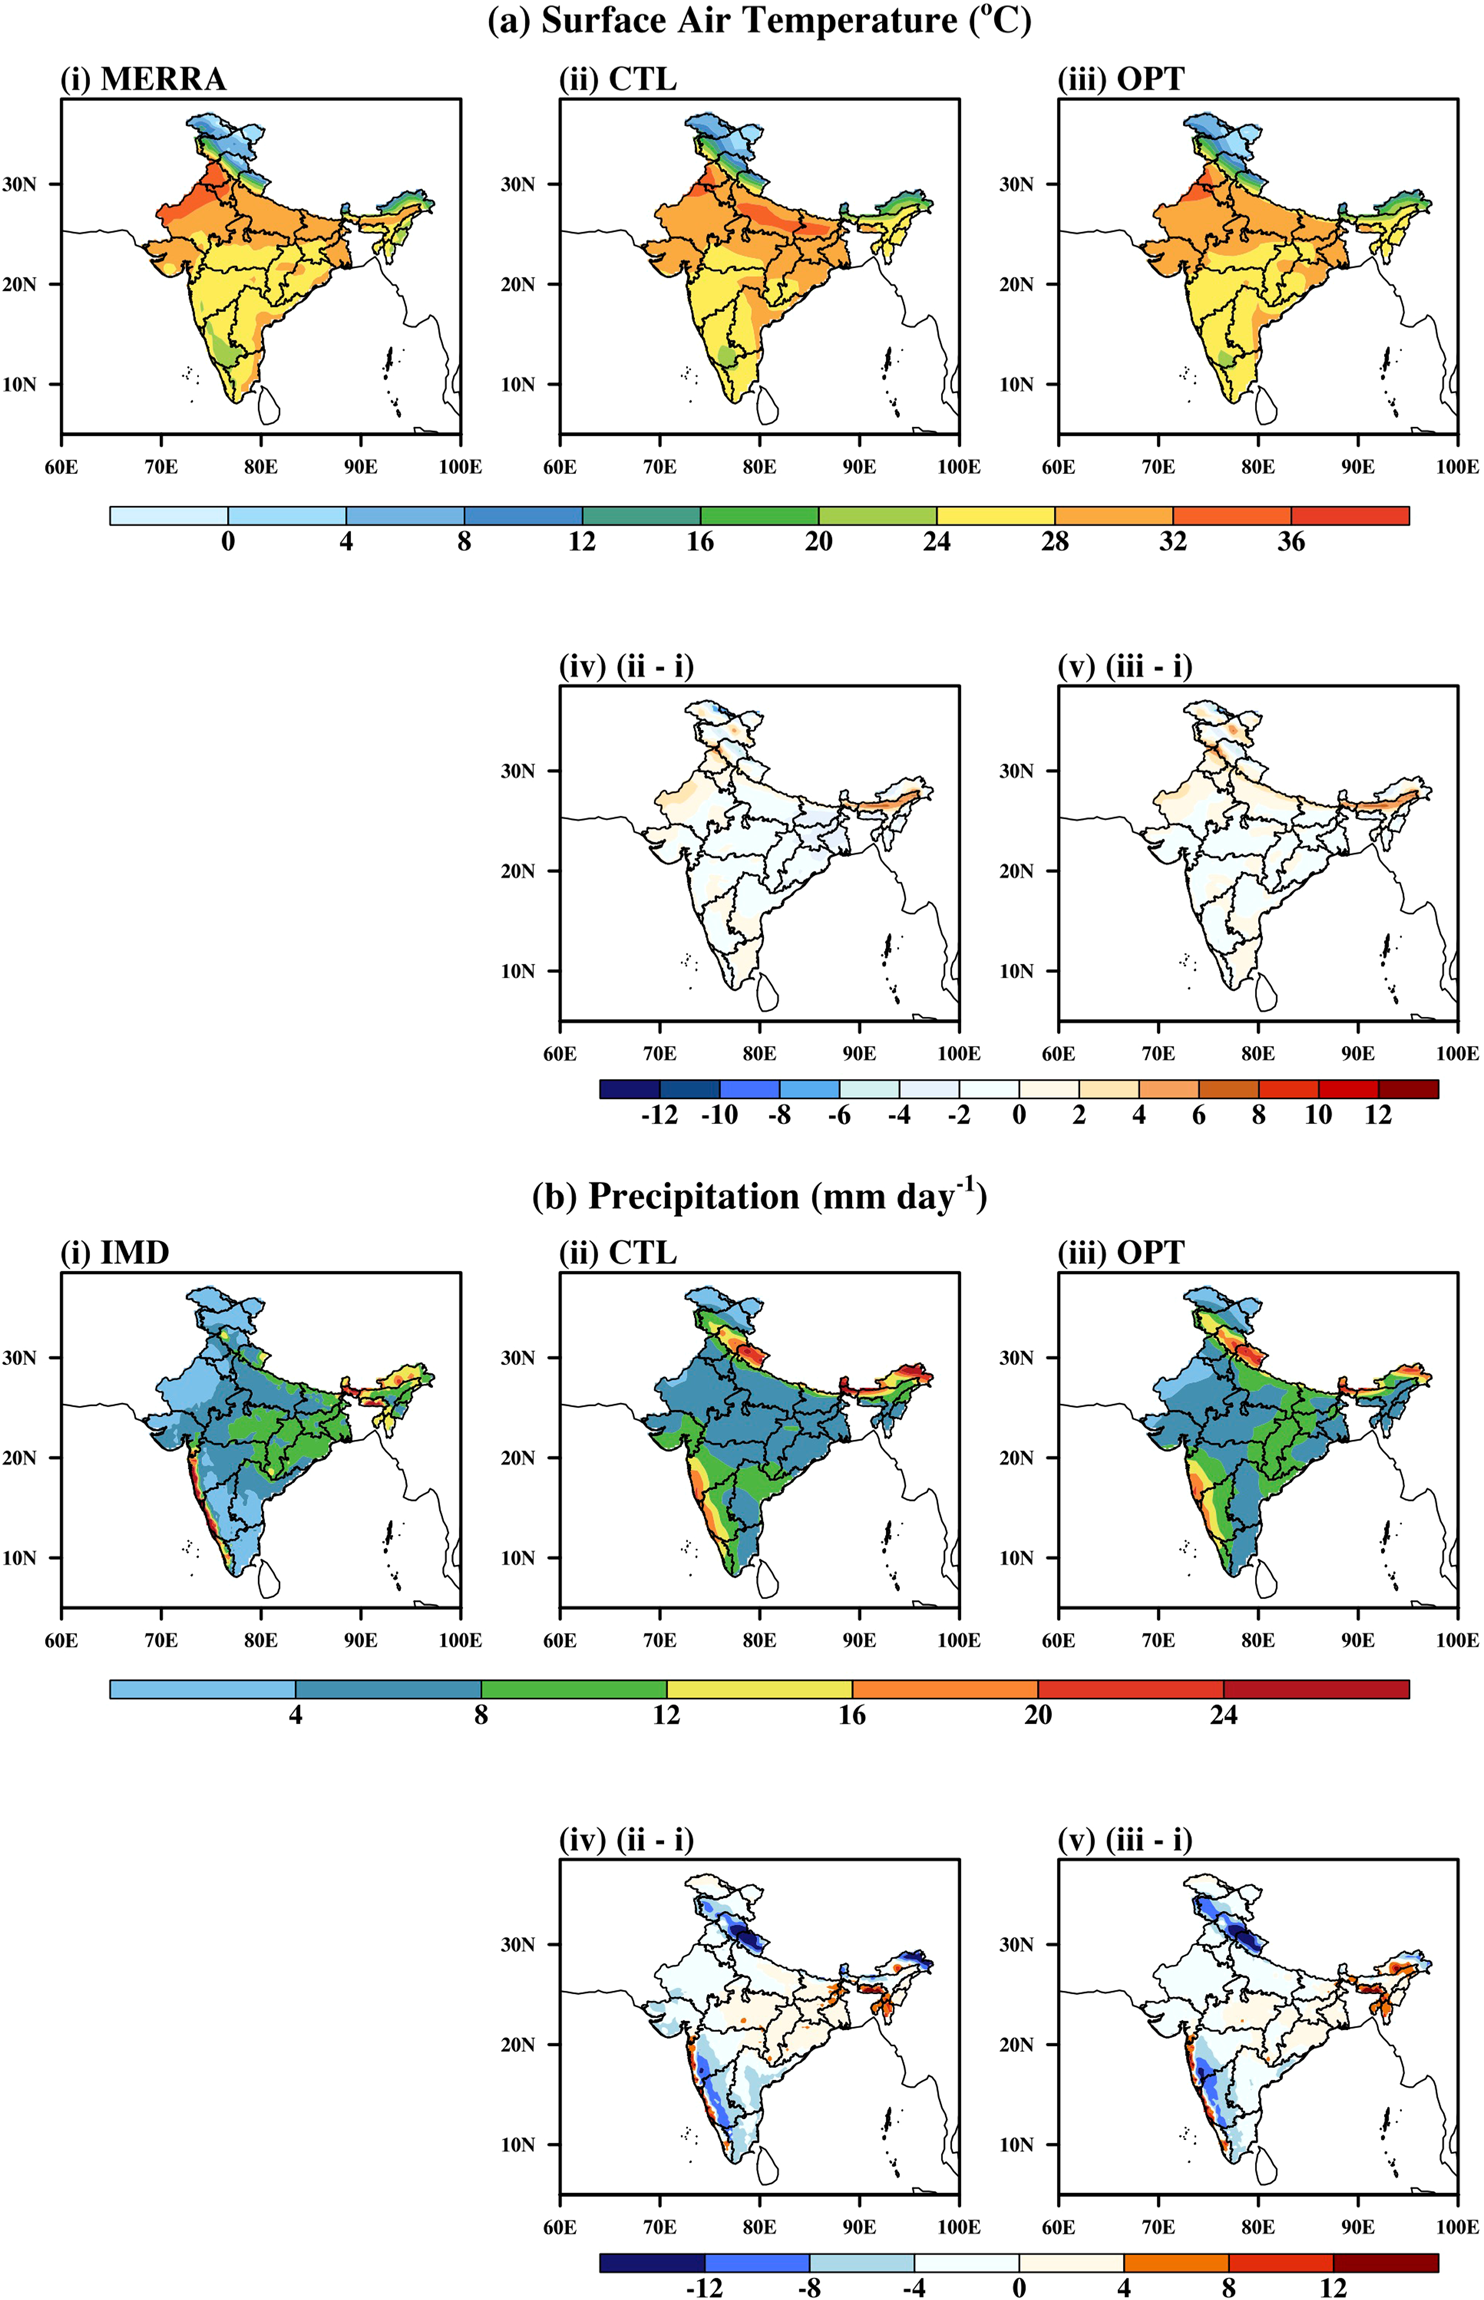 (a) Surface Air Temperature (°C)
(i) MERRA (ii) CTL (iii) OPT
30N 30N 30N
20N 20N 20N
10N 10N 10N
60E 70E 80E 90E 100E 60E 70E 80E 90E 100E 60E 70E 80E 90E 100E
0 4 8 12 16 20 24 28 32 36
(iv) (ii - i) (v) (iii - i)
30N 30N
20N 20N
10N 10N
60E 70E 80E 90E 100E 60E 70E 80E 90E 100E
-12 -10 -8 -6 -4 -2 0 2 4 6 8 10 12
(b) Precipitation (mm day⁻¹)
(i) IMD (ii) CTL (iii) OPT
30N 30N 30N
20N 20N 20N
10N 10N 10N
60E 70E 80E 90E 100E 60E 70E 80E 90E 100E 60E 70E 80E 90E 100E
4 8 12 16 20 24
(iv) (ii - i) (v) (iii - i)
30N 30N
20N 20N
10N 10N
60E 70E 80E 90E 100E 60E 70E 80E 90E 100E
-12 -8 -4 0 4 8 12